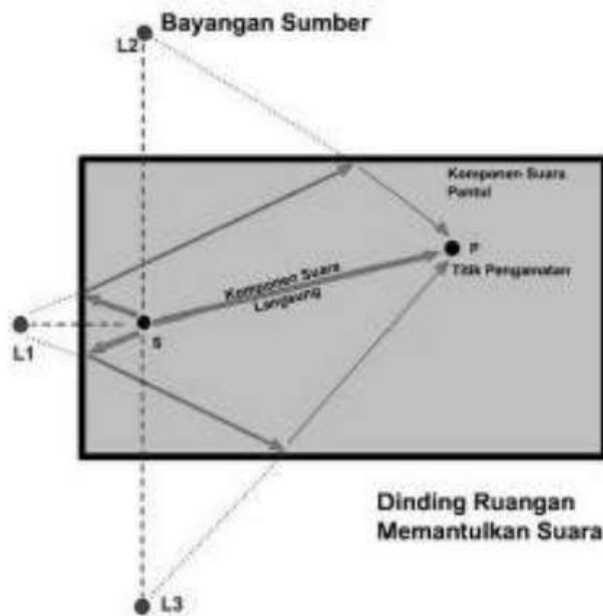 Bayangan Sumber
L2
Komponen Suara
Pantul
P
Titik Pengamatan
Komponen Suara
Langsung
S
L1
Dinding Ruangan
Memantulkan Suara
L3